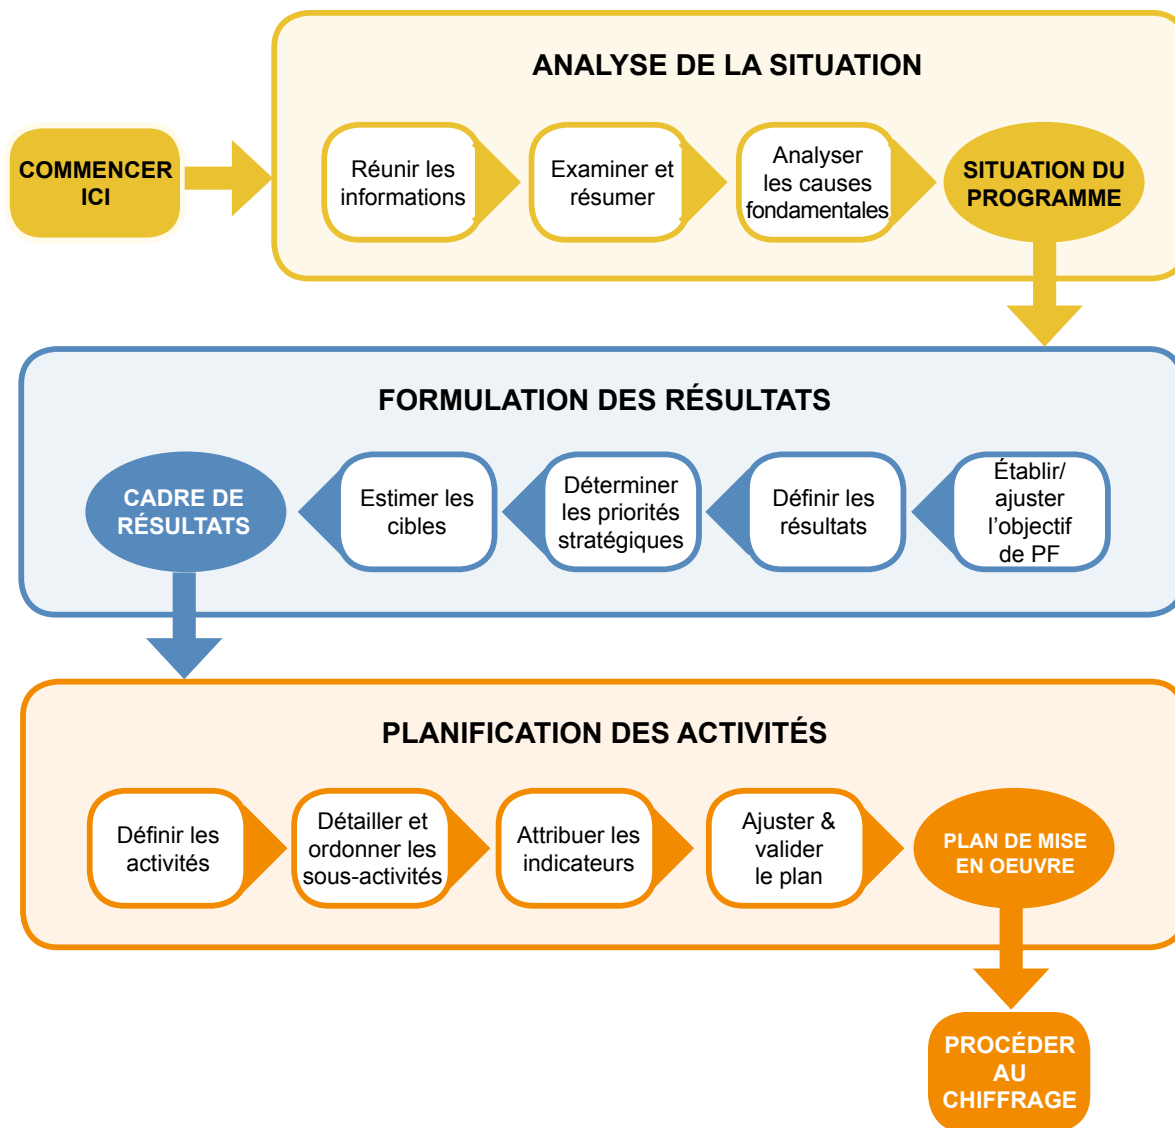 ANALYSE DE LA SITUATION
COMMENCER
ICI
Réunir les
informations
Examiner et
résumer
Analyser
les causes
fondamentales
SITUATION DU
PROGRAMME
FORMULATION DES RÉSULTATS
Établir/
ajuster
l’objectif
de PF
Définir les
résultats
Déterminer
les priorités
stratégiques
Estimer les
cibles
CADRE DE
RÉSULTATS
PLANIFICATION DES ACTIVITÉS
Définir les
activités
Détailler et
ordonner les
sous-activités
Attribuer les
indicateurs
Ajuster &
valider
le plan
PLAN DE MISE
EN OEUVRE
PROCÉDER
AU
CHIFFRAGE